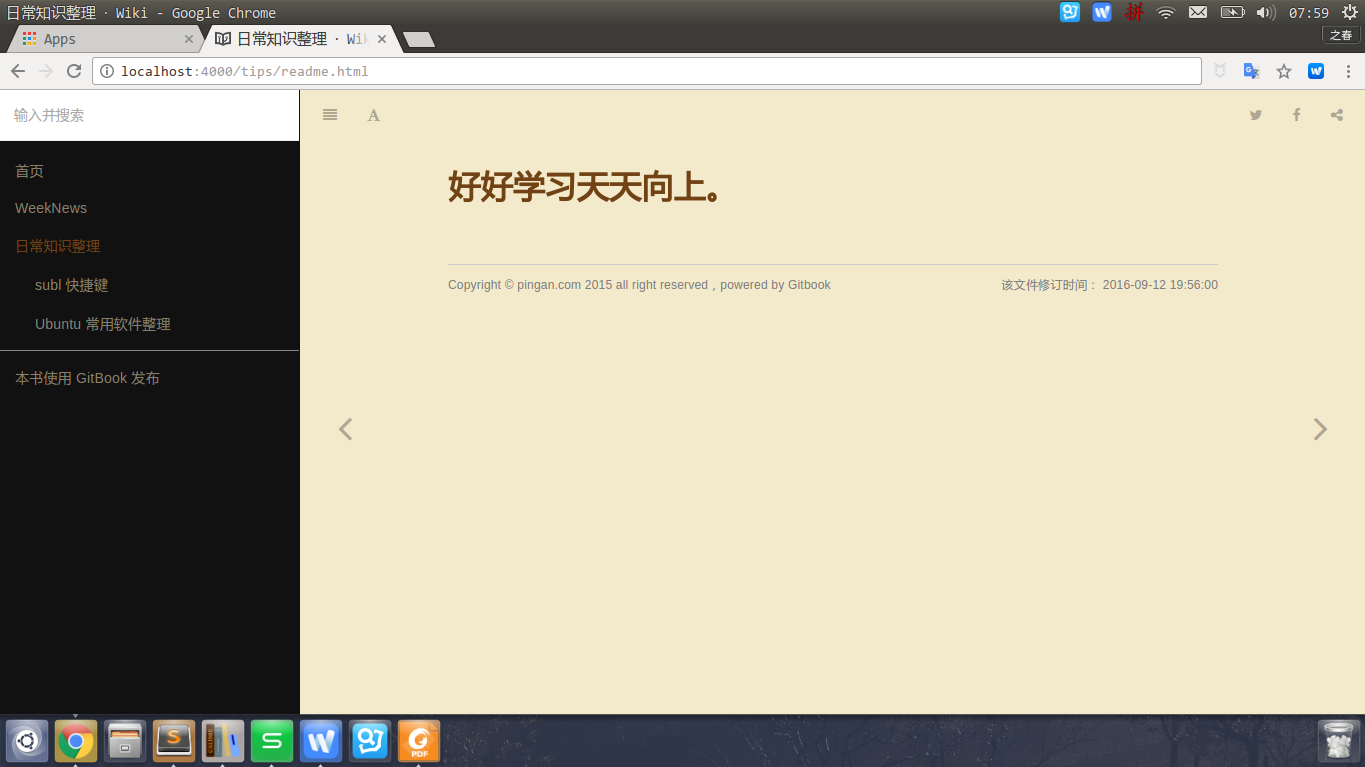 日常知识整理 · Wiki - Google Chrome
拼
07:59
Apps
日常知识整理 · Wik
之春
localhost:4000/tips/readme.html
输入并搜索
A
首页
WeekNews
日常知识整理
subl 快捷键
Ubuntu 常用软件整理
本书使用 GitBook 发布
好好学习天天向上。
Copyright © pingan.com 2015 all right reserved，powered by Gitbook
该文件修订时间： 2016-09-12 19:56:00
PDF